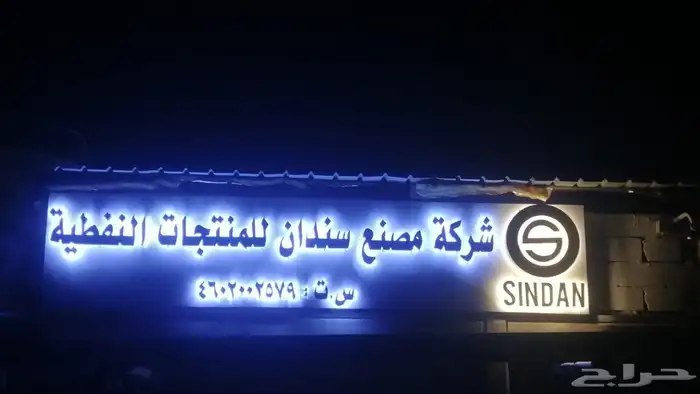 شركة مصنع سندان للمنتجات النفطية
س.ت : ٤٦٠٢٠٠٢٥٧٩
SINDAN
حراج